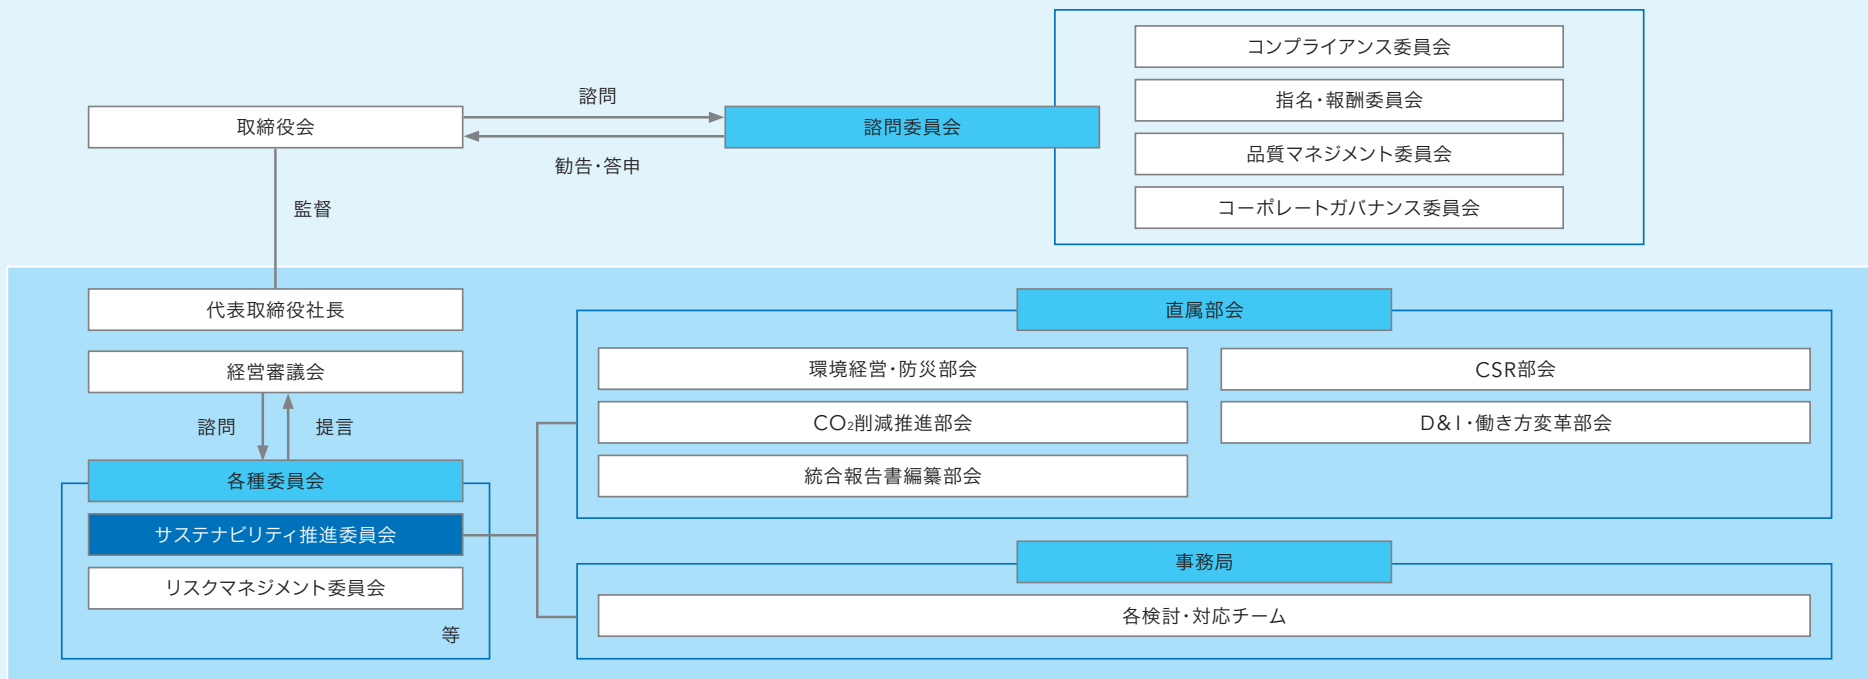 コンプライアンス委員会
指名・報酬委員会
品質マネジメント委員会
コーポレートガバナンス委員会
諮問
取締役会
諮問委員会
勧告・答申
監督
代表取締役社長
経営審議会
諮問
提言
各種委員会
サステナビリティ推進委員会
リスクマネジメント委員会
等
直属部会
環境経営・防災部会
CSR部会
CO₂削減推進部会
D&I・働き方変革部会
統合報告書編纂部会
事務局
各検討・対応チーム